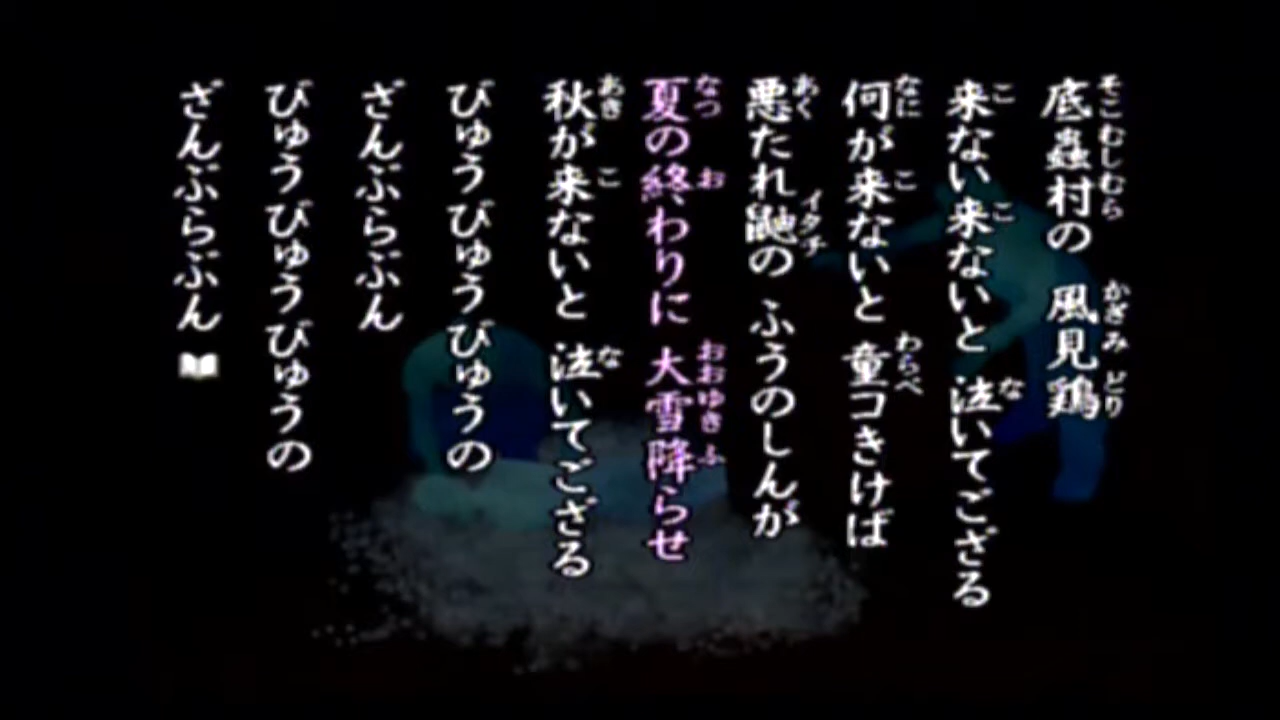 底蟲村の 風見鶏
来ない来ないと 泣いてござる
何が来ないと 童コきけば
悪たれ鼬の ふうのしんが
夏の終わりに 大雪降らせ
秋が来ないと 泣いてござる
びゅうびゅうびゅうの
ざんぶらぶん
びゅうびゅうびゅうの
ざんぶらぶん